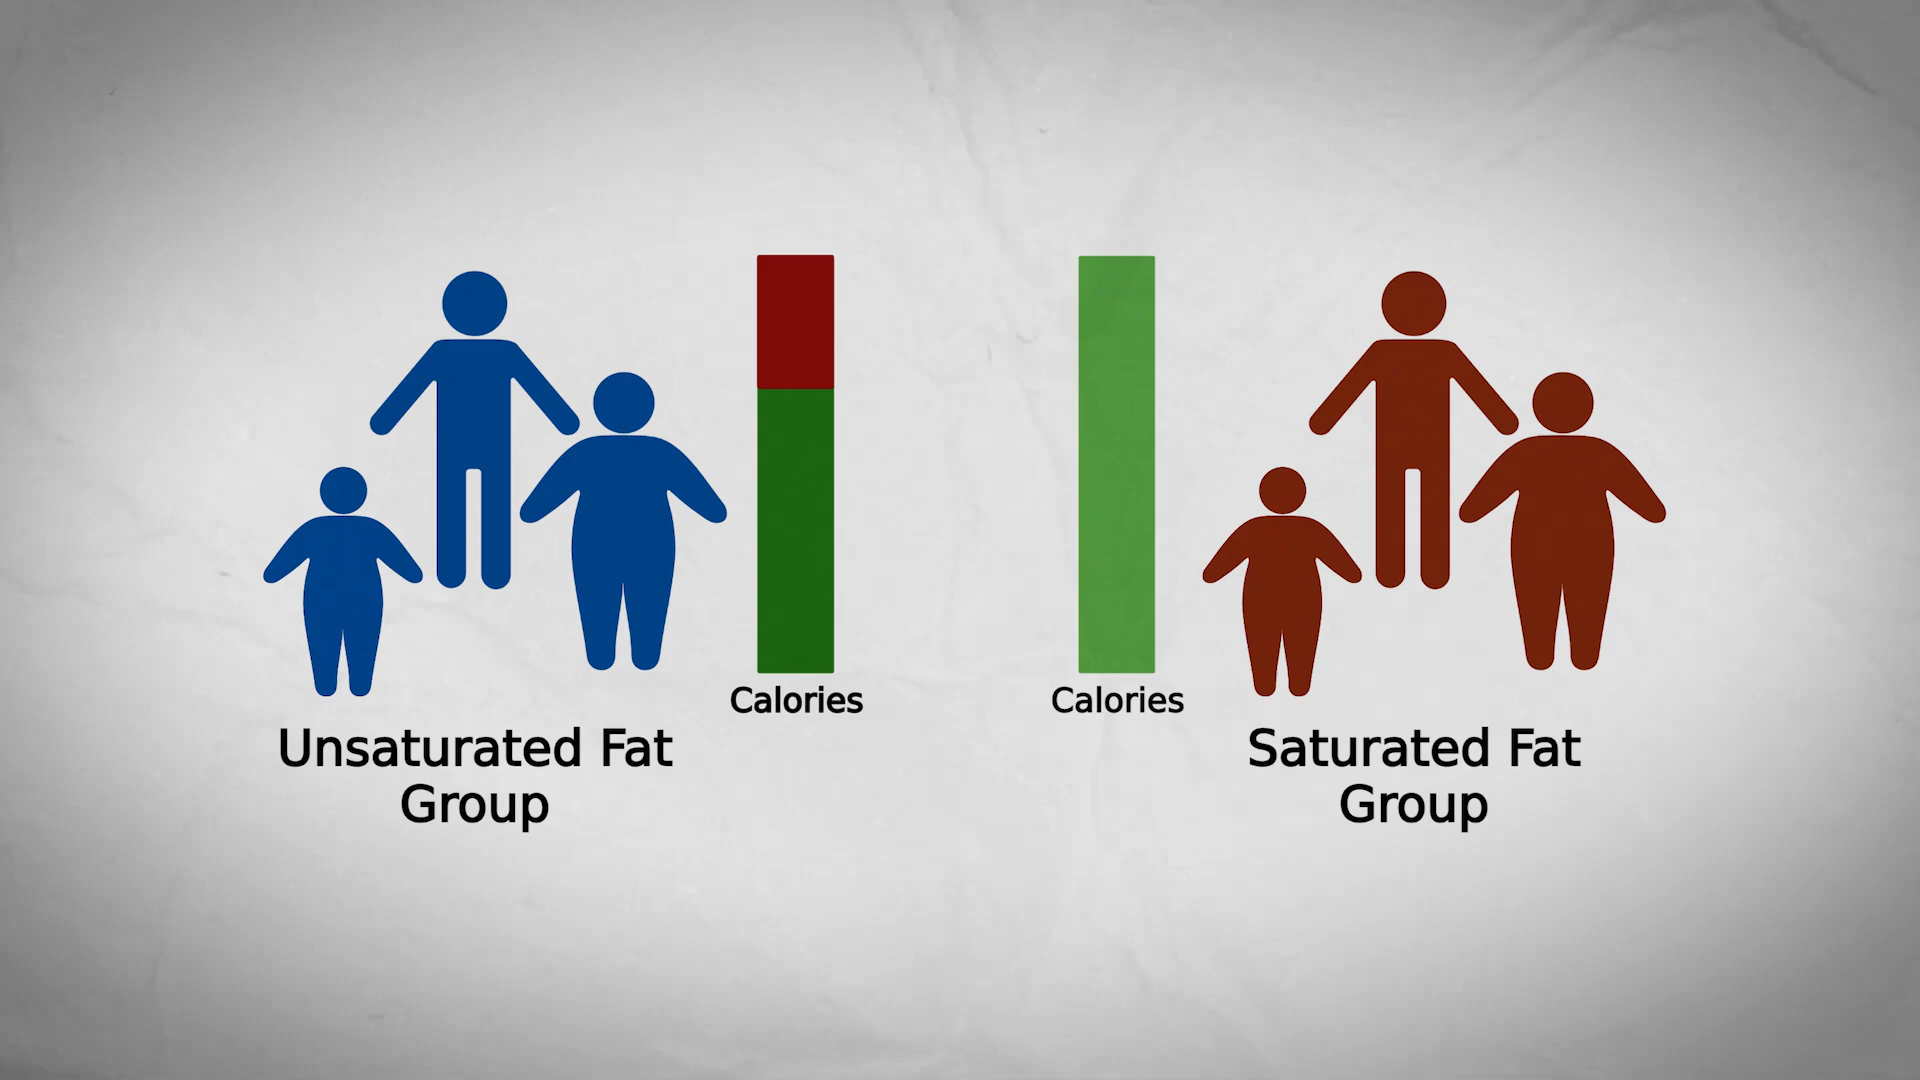 Calories
Calories
Unsaturated Fat
Group
Saturated Fat
Group